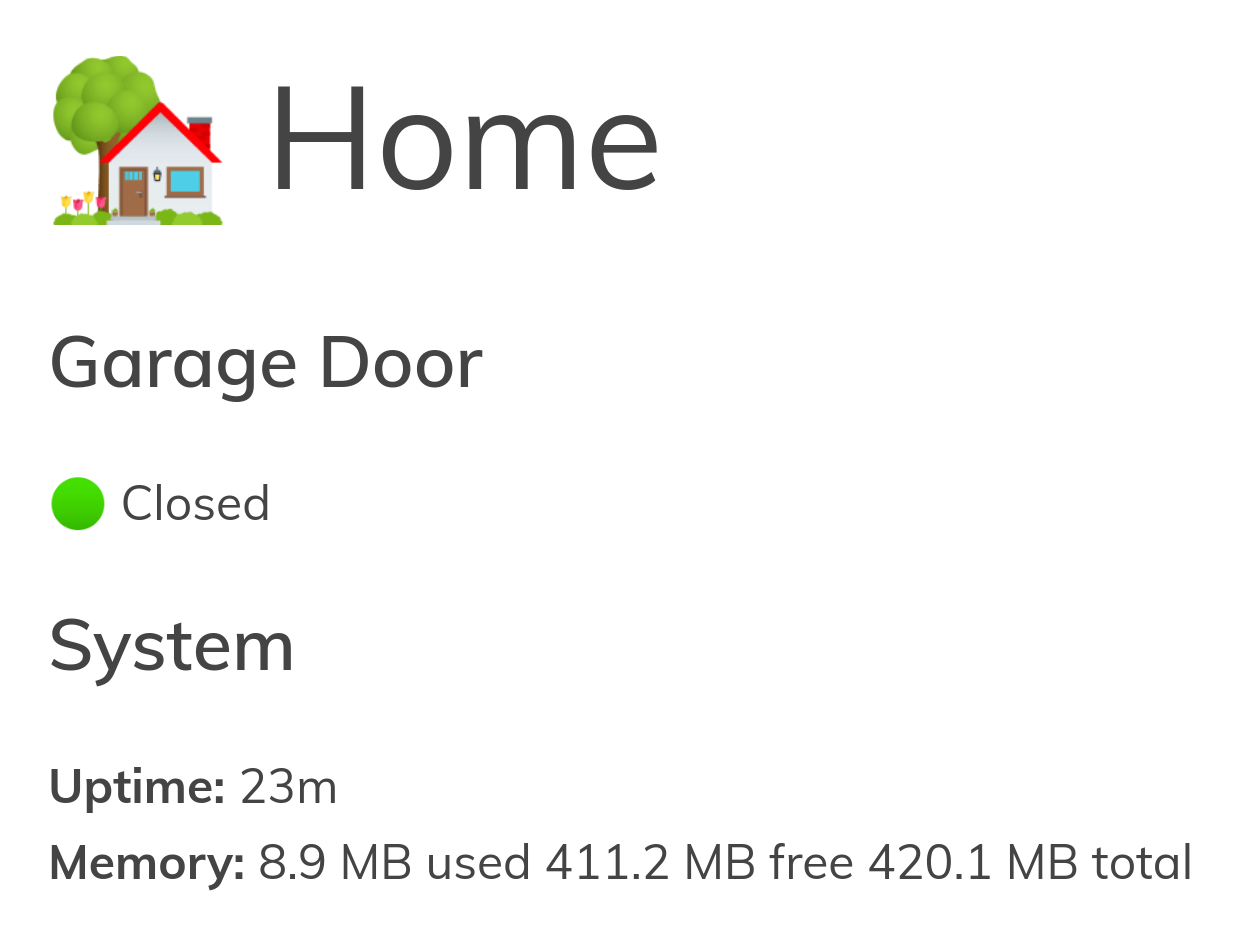 Home
Garage Door
Closed
System
Uptime: 23m
Memory: 8.9 MB used 411.2 MB free 420.1 MB total